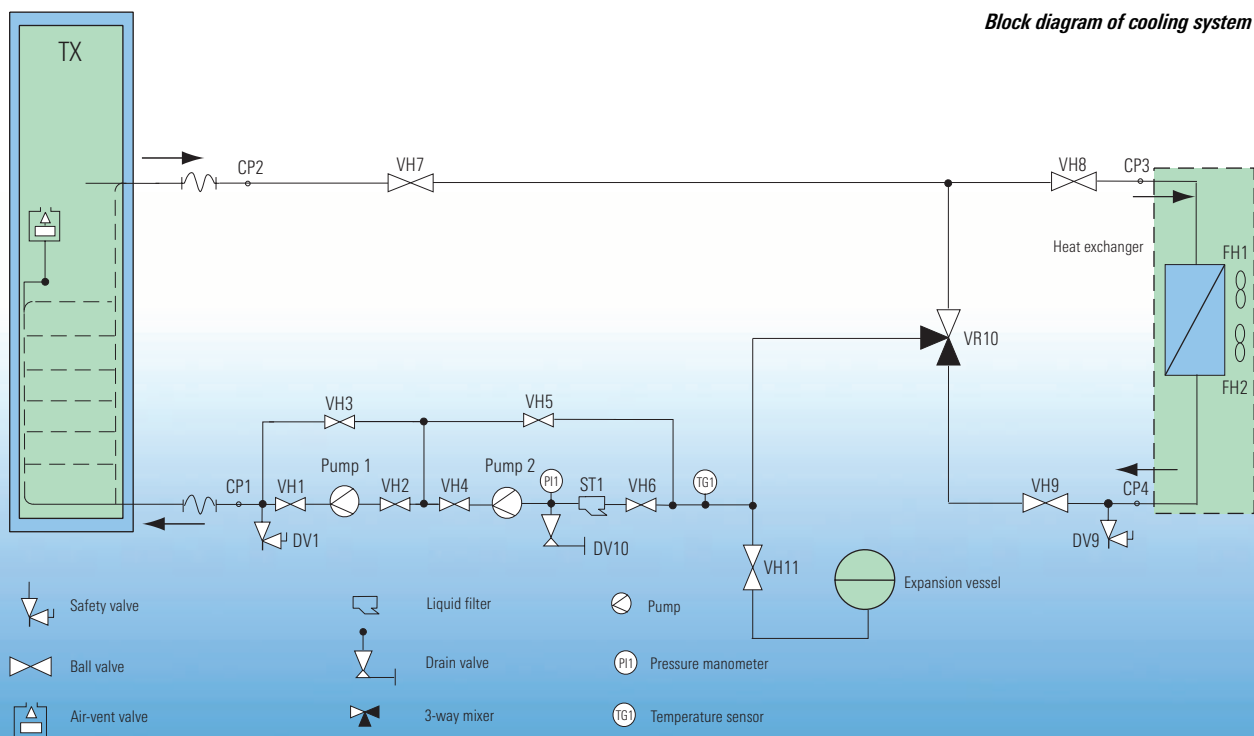 Block diagram of cooling system
TX
CP2
VH7
VH8
CP3
Heat exchanger
FH1
VR10
FH2
VH3
VH5
Pump 1
Pump 2
PI1
ST1
TG1
CP1
VH1
VH2
VH4
VH6
VH9
CP4
DV1
DV10
DV9
VH11
Expansion vessel
Safety valve
Liquid filter
Pump
Ball valve
Drain valve
PI1
Pressure manometer
Air-vent valve
3-way mixer
TG1
Temperature sensor